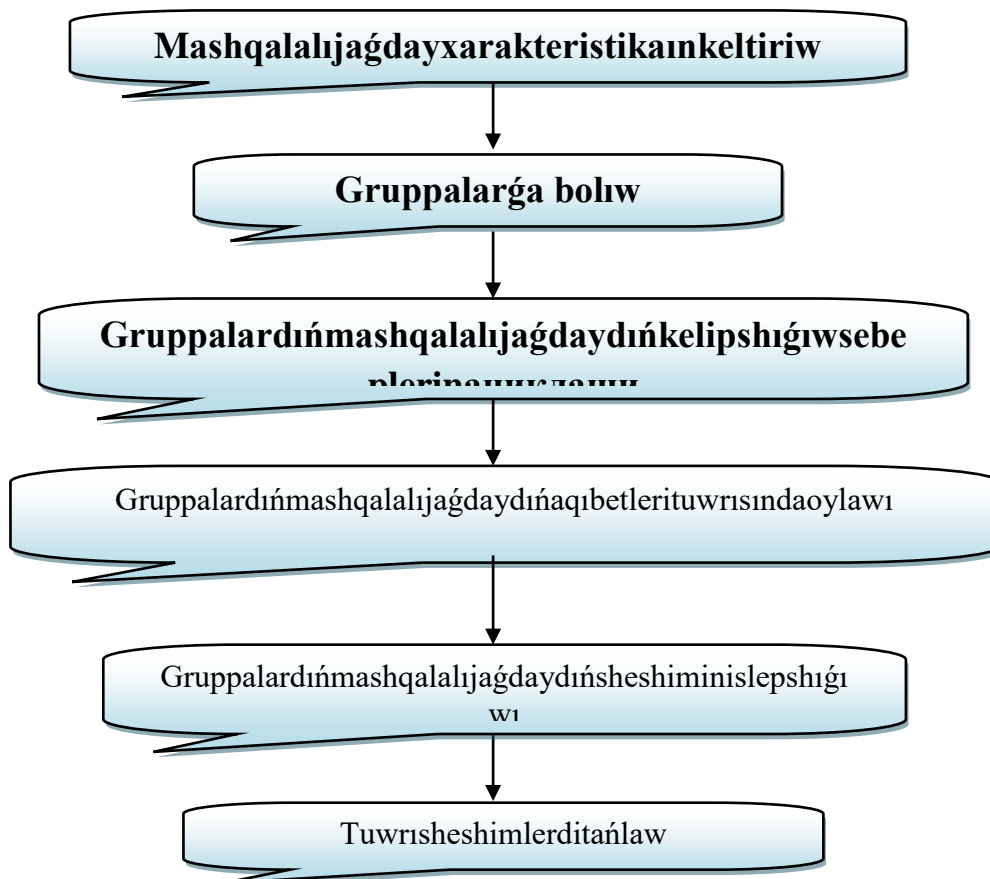 Mashqalalıjaǵdayxarakteristikaınkeltiriw
Gruppalarǵa bolıw
Gruppalardıńmashqalalıjaǵdaydıńkelipshıǵıwsebe
Gruppalardıńmashqalalıjaǵdaydıńaqıbetlerituwrısındaoylawı
Gruppalardıńmashqalalıjaǵdaydıńsheshiminislepshıǵı
wı
Tuwrısheshimlerditańlaw